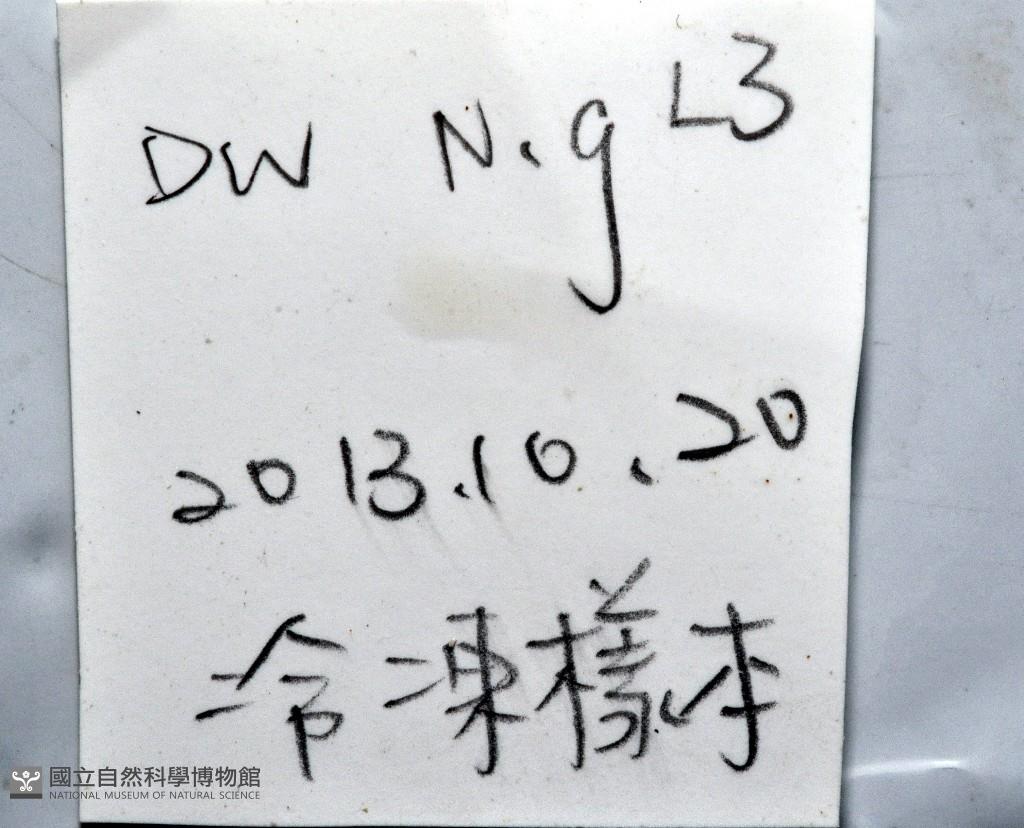 DW N.g L3
2013.10.20
冷凍樣本
國立自然科學博物館
NATIONAL MUSEUM OF NATURAL SCIENCE